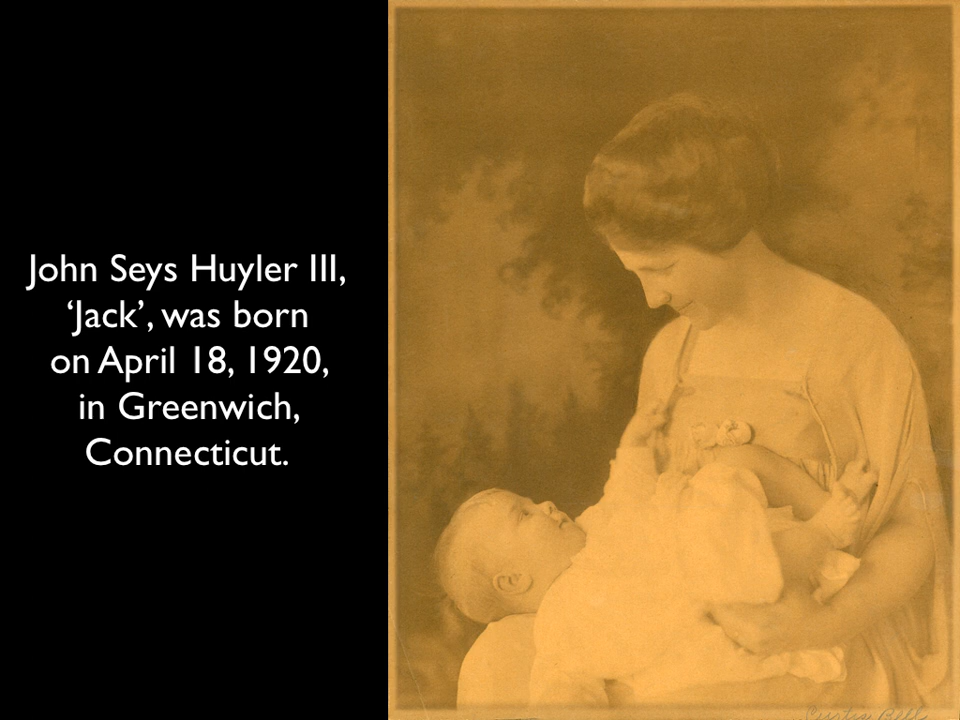 John Seys Huyler III,
‘Jack’, was born
on April 18, 1920,
in Greenwich,
Connecticut.